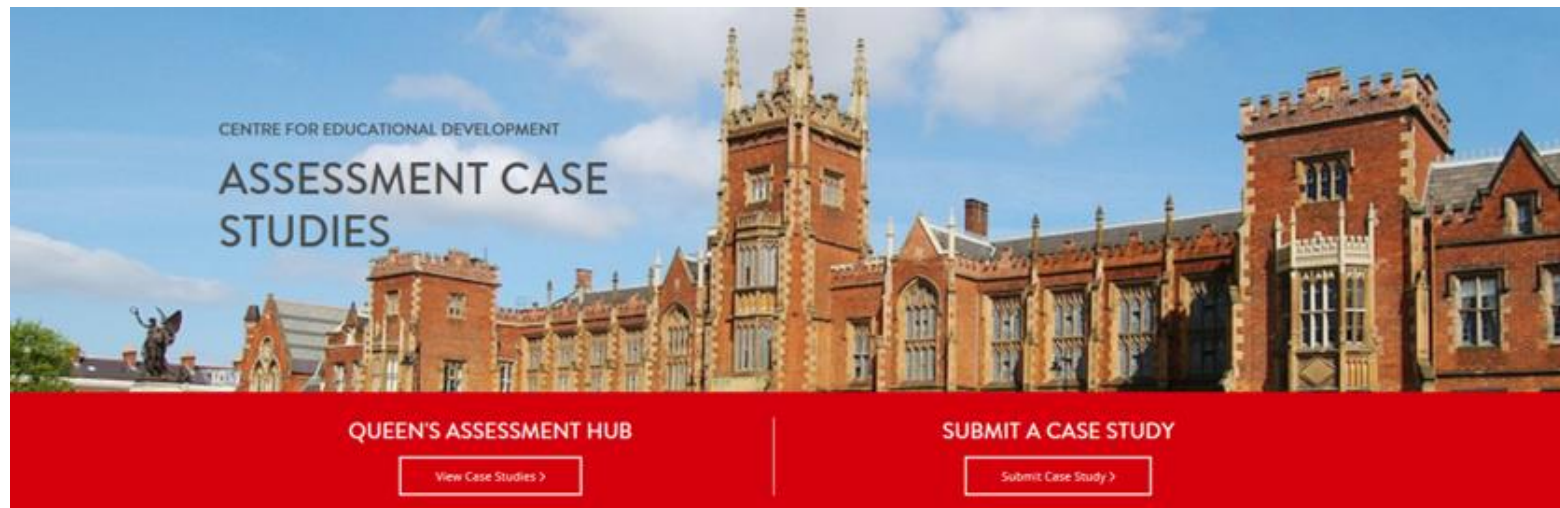 CENTRE FOR EDUCATIONAL DEVELOPMENT
ASSESSMENT CASE
STUDIES
QUEEN'S ASSESSMENT HUB
View Case Studies >
SUBMIT A CASE STUDY
Submit Case Study >